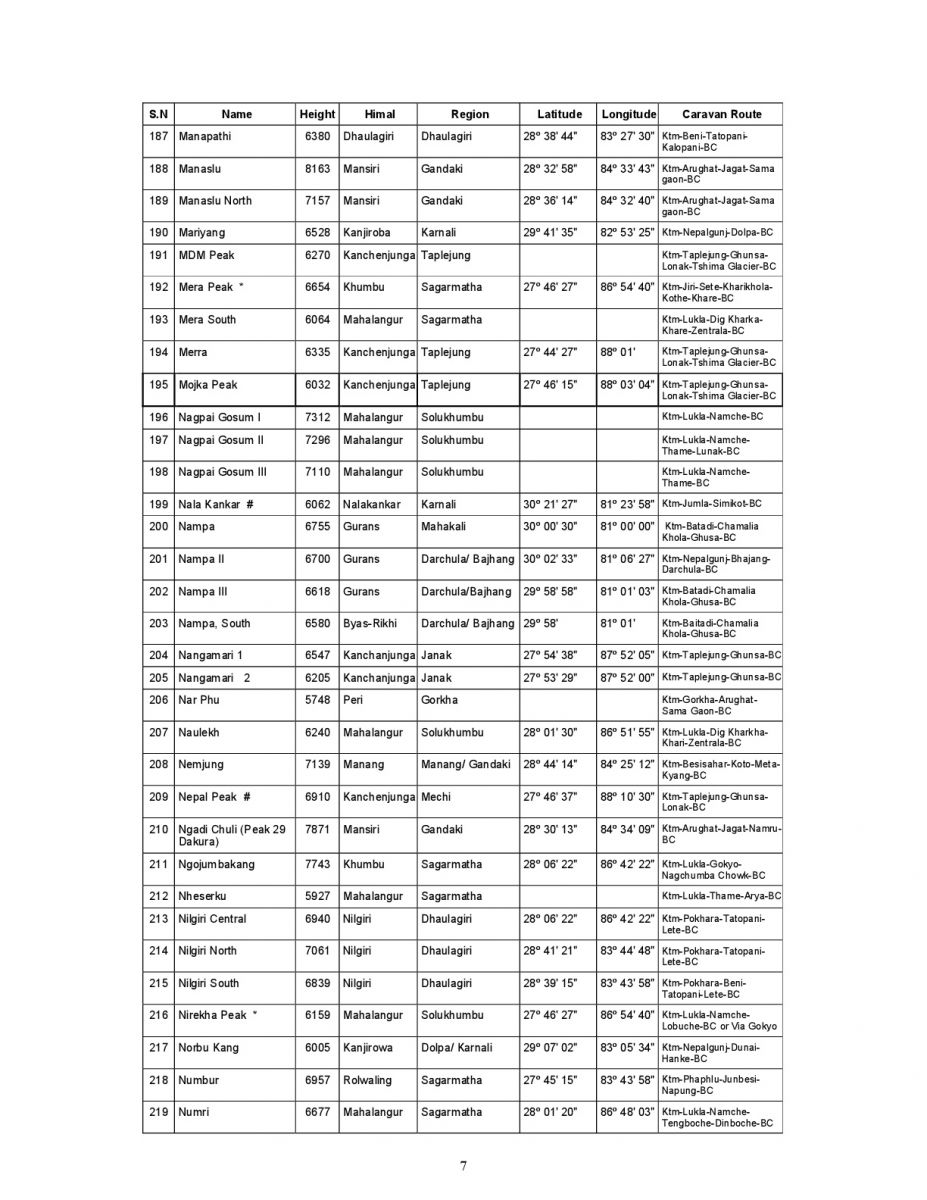 S.N Name Height Himal Region Latitude Longitude Caravan Route
187 Manapathi 6380 Dhaulagiri Dhaulagiri 28º 38' 44" 83º 27' 30" Ktm-Beni-Tatopani-
Kalopani-BC
188 Manaslu 8163 Mansiri Gandaki 28º 32' 58" 84º 33' 43" Ktm-Arughat-Jagat-Sama
gaon-BC
189 Manaslu North 7157 Mansiri Gandaki 28º 36' 14" 84º 32' 40" Ktm-Arughat-Jagat-Sama
gaon-BC
190 Mariyang 6528 Kanjiroba Karnali 29º 41' 35" 82º 53' 25" Ktm-Nepalgunj-Dolpa-BC
191 MDM Peak 6270 Kanchenjunga Taplejung Ktm-Taplejung-Ghunsa-
Lonak-Tshima Glacier-BC
192 Mera Peak * 6654 Khumbu Sagarmatha 27º 46' 27" 86º 54' 40" Ktm-Jiri-Sete-Kharikhola-
Kothe-Khare-BC
193 Mera South 6064 Mahalangur Sagarmatha Ktm-Lukla-Dig Kharka-
Khare-Zentrala-BC
194 Merra 6335 Kanchenjunga Taplejung 27º 44' 27" 88º 01' Ktm-Taplejung-Ghunsa-
Lonak-Tshima Glacier-BC
195 Mojka Peak 6032 Kanchenjunga Taplejung 27º 46' 15" 88º 03' 04" Ktm-Taplejung-Ghunsa-
Lonak-Tshima Glacier-BC
196 Nagpai Gosum I 7312 Mahalangur Solukhumbu Ktm-Lukla-Namche-BC
197 Nagpai Gosum II 7296 Mahalangur Solukhumbu Ktm-Lukla-Namche-
Thame-Lunak-BC
198 Nagpai Gosum III 7110 Mahalangur Solukhumbu Ktm-Lukla-Namche-
Thame-BC
199 Nala Kankar # 6062 Nalakankar Karnali 30º 21' 27" 81º 23' 58" Ktm-Jumla-Simikot-BC
200 Nampa 6755 Gurans Mahakali 30º 00' 30" 81º 00' 00" Ktm-Batadi-Chamalia
Khola-Ghusa-BC
201 Nampa II 6700 Gurans Darchula/ Bajhang 30º 02' 33" 81º 06' 27" Ktm-Nepalgunj-Bhajang-
Darchula-BC
202 Nampa III 6618 Gurans Darchula/Bajhang 29º 58' 58" 81º 01' 03" Ktm-Batadi-Chamalia
Khola-Ghusa-BC
203 Nampa, South 6580 Byas-Rikhi Darchula/ Bajhang 29º 58' 81º 01' Ktm-Baitadi-Chamalia
Khola-Ghusa-BC
204 Nangamari 1 6547 Kanchanjunga Janak 27º 54' 38" 87º 52' 05" Ktm-Taplejung-Ghunsa-BC
205 Nangamari 2 6205 Kanchanjunga Janak 27º 53' 29" 87º 52' 00" Ktm-Taplejung-Ghunsa-BC
206 Nar Phu 5748 Peri Gorkha Ktm-Gorkha-Arughat-
Sama Gaon-BC
207 Naulekh 6240 Mahalangur Solukhumbu 28º 01' 30" 86º 51' 55" Ktm-Lukla-Dig Kharkha-
Khari-Zentrala-BC
208 Nemjung 7139 Manang Manang/ Gandaki 28º 44' 14" 84º 25' 12" Ktm-Besisahar-Koto-Meta-
Kyang-BC
209 Nepal Peak # 6910 Kanchenjunga Mechi 27º 46' 37" 88º 10' 30" Ktm-Taplejung-Ghunsa-
Lonak-BC
210 Ngadi Chuli (Peak 29 7871 Mansiri Gandaki 28º 30' 13" 84º 34' 09" Ktm-Arughat-Jagat-Namru-
Dakura) BC
211 Ngojumbakang 7743 Khumbu Sagarmatha 28º 06' 22" 86º 42' 22" Ktm-Lukla-Gokyo-
Nagchumba Chowk-BC
212 Nheserku 5927 Mahalangur Sagarmatha Ktm-Lukla-Thame-Arya-BC
213 Nilgiri Central 6940 Nilgiri Dhaulagiri 28º 06' 22" 86º 42' 22" Ktm-Pokhara-Tatopani-
Lete-BC
214 Nilgiri North 7061 Nilgiri Dhaulagiri 28º 41' 21" 83º 44' 48" Ktm-Pokhara-Tatopani-
Lete-BC
215 Nilgiri South 6839 Nilgiri Dhaulagiri 28º 39' 15" 83º 43' 58" Ktm-Pokhara-Beni-
Tatopani-Lete-BC
216 Nirekha Peak * 6159 Mahalangur Solukhumbu 27º 46' 27" 86º 54' 40" Ktm-Lukla-Namche-
Lobuche-BC or Via Gokyo
217 Norbu Kang 6005 Kanjirowa Dolpa/ Karnali 29º 07' 02" 83º 05' 34" Ktm-Nepalgunj-Dunai-
Hanke-BC
218 Numbur 6957 Rolwaling Sagarmatha 27º 45' 15" 83º 43' 58" Ktm-Phaphlu-Junbesi-
Napung-BC
219 Numri 6677 Mahalangur Sagarmatha 28º 01' 20" 86º 48' 03" Ktm-Lukla-Namche-
Tengboche-Dinboche-BC
7